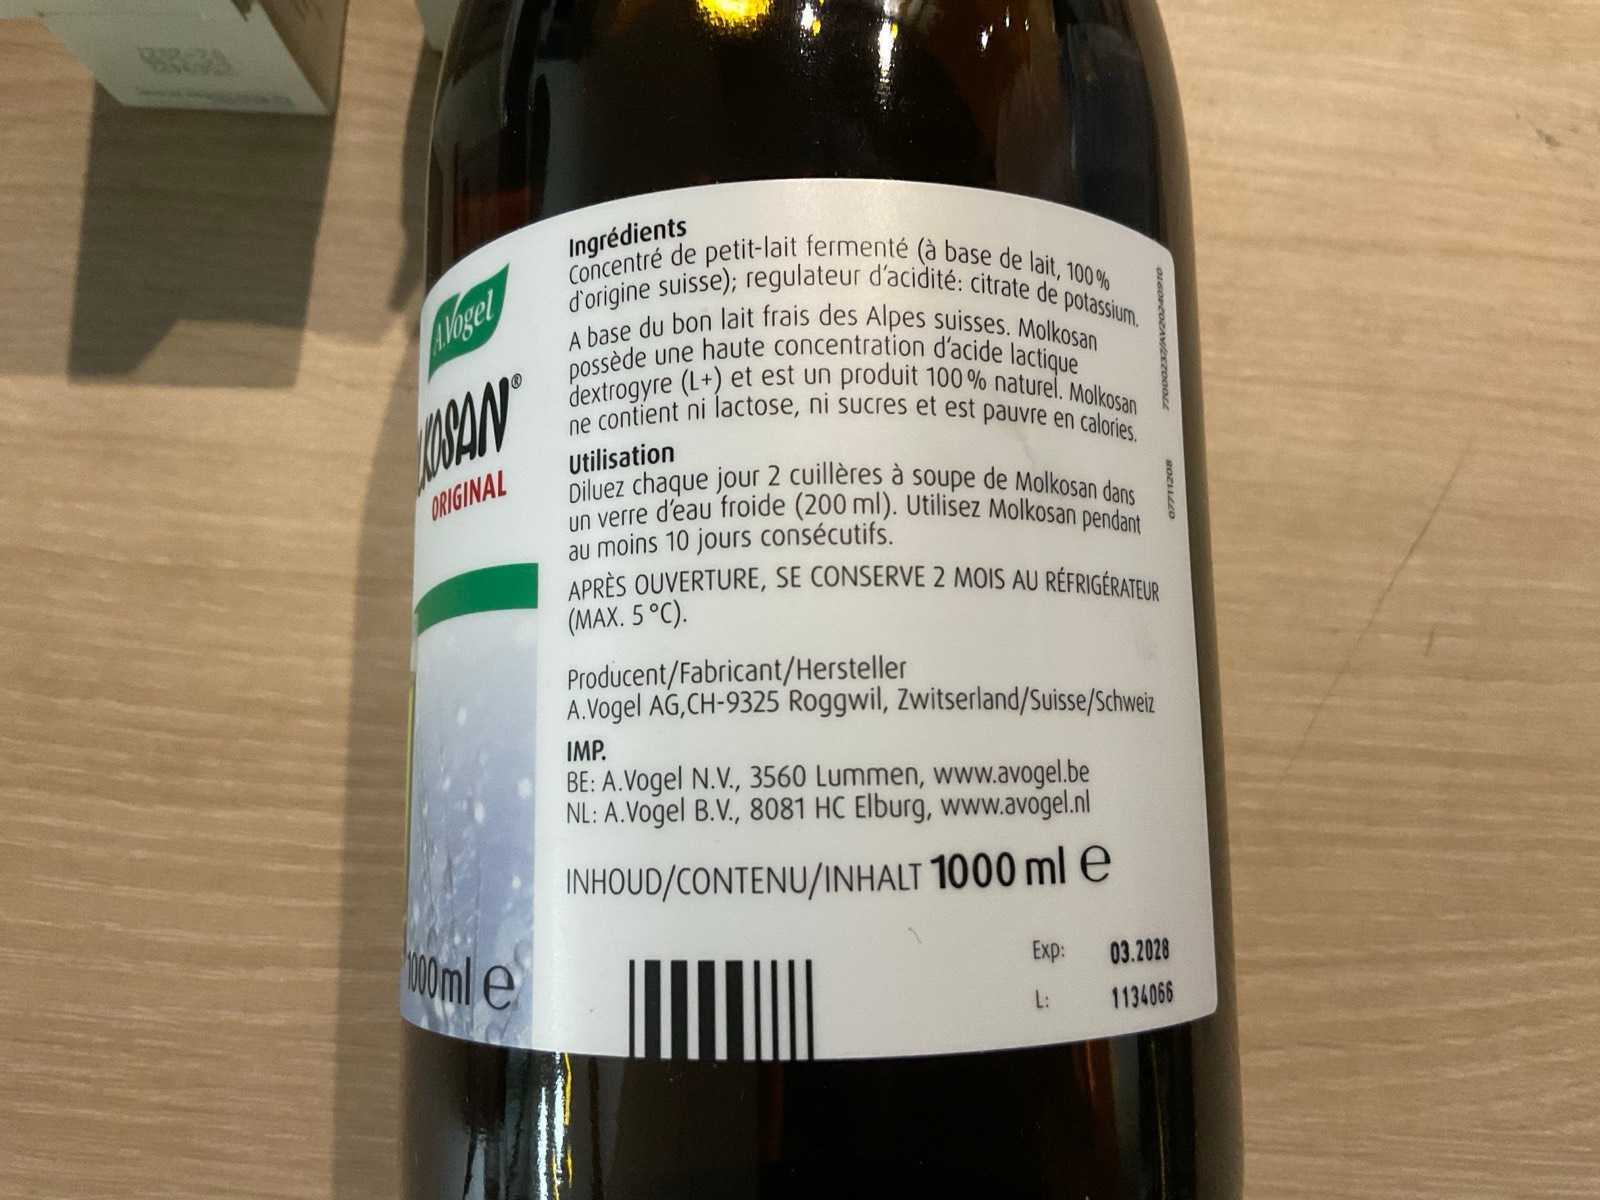 A.Vogel
KOSAN®
ORIGINAL
1000 ml e
Ingrédients
Concentré de petit-lait fermenté (à base de lait, 100 %
d`origine suisse); regulateur d'acidité: citrate de potassium.
A base du bon lait frais des Alpes suisses. Molkosan
possède une haute concentration d'acide lactique
dextrogyre (L+) et est un produit 100 % naturel. Molkosan
ne contient ni lactose, ni sucres et est pauvre en calories.
Utilisation
Diluez chaque jour 2 cuillères à soupe de Molkosan dans
un verre d'eau froide (200 ml). Utilisez Molkosan pendant
au moins 10 jours consécutifs.
APRÈS OUVERTURE, SE CONSERVE 2 MOIS AU RÉFRIGÉRATEUR
(MAX. 5 °C).
Producent/Fabricant/Hersteller
A.Vogel AG,CH-9325 Roggwil, Zwitserland/Suisse/Schweiz
IMP.
BE: A.Vogel N.V., 3560 Lummen, www.avogel.be
NL: A.Vogel B.V., 8081 HC Elburg, www.avogel.nl
INHOUD/CONTENU/INHALT 1000 ml e
Exp: 03.2028
L: 1134066
07711208